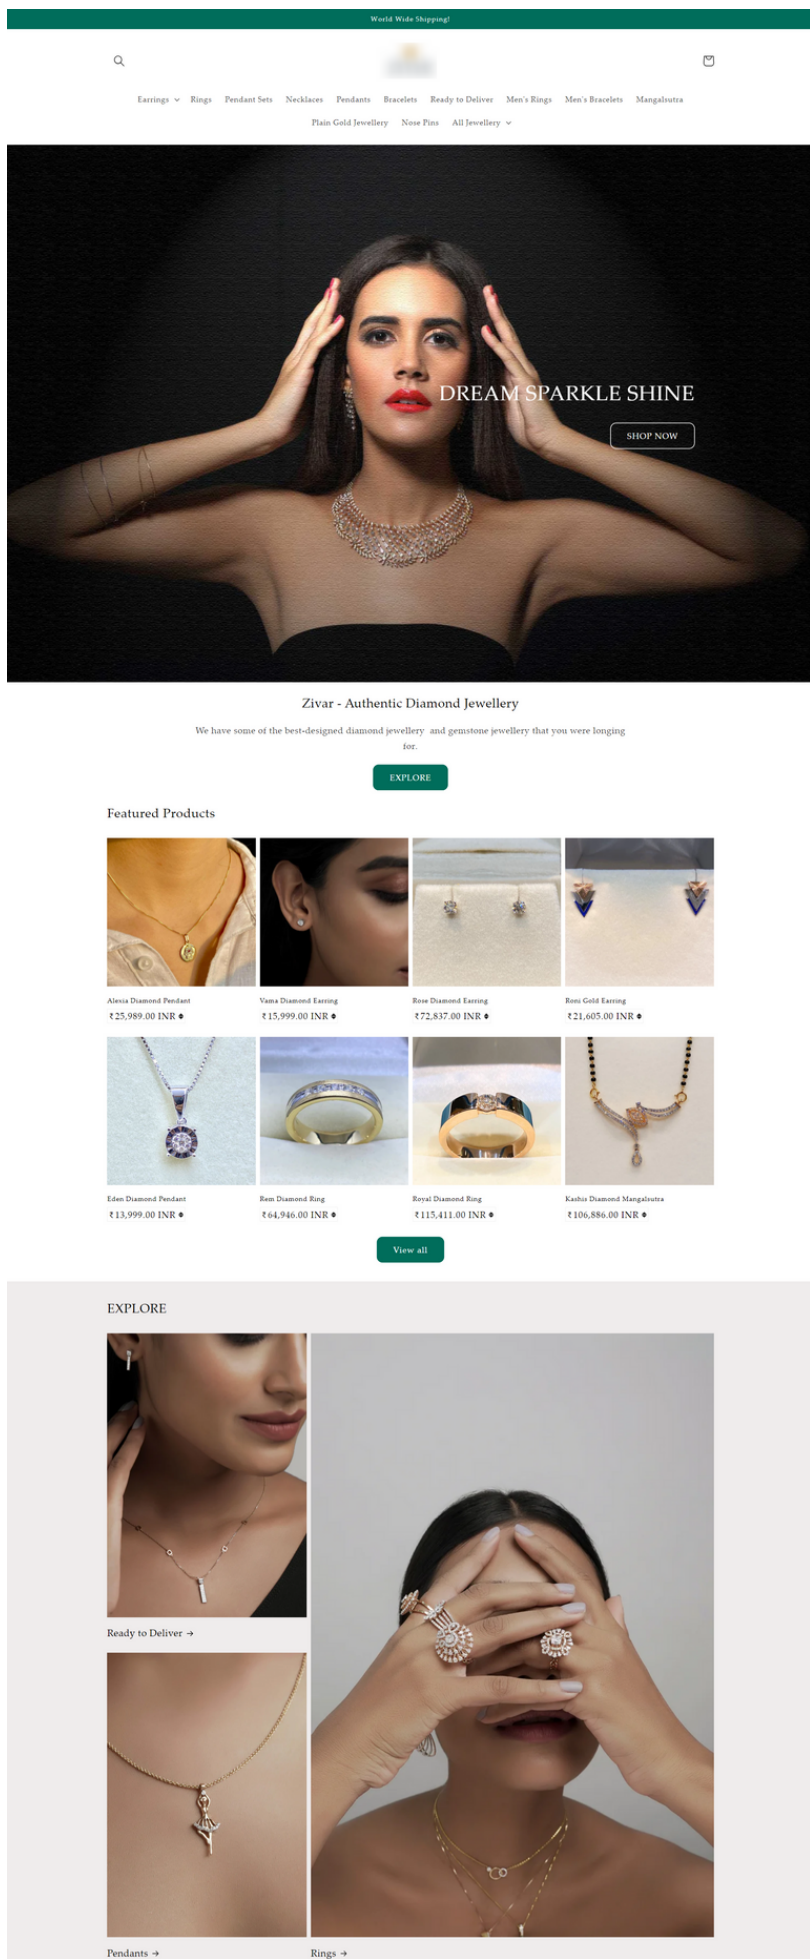 World Wide Shipping!
Earrings Rings Pendant Sets Necklaces Pendants Bracelets Ready to Deliver Men's Rings Men's Bracelets Mangalsutra
Plain Gold Jewellery Nose Pins All Jewellery
DREAM SPARKLE SHINE
SHOP NOW
Zivar - Authentic Diamond Jewellery
We have some of the best-designed diamond jewellery and gemstone jewellery that you were longing
for.
EXPLORE
Featured Products
Alexia Diamond Pendant
₹25,989.00 INR
Vama Diamond Earring
₹15,999.00 INR
Rose Diamond Earring
₹72,837.00 INR
Roni Gold Earring
₹21,605.00 INR
Eden Diamond Pendant
₹13,999.00 INR
Rem Diamond Ring
₹64,946.00 INR
Royal Diamond Ring
₹115,411.00 INR
Kashis Diamond Mangalsutra
₹106,886.00 INR
View all
EXPLORE
Ready to Deliver →
Pendants →
Rings →